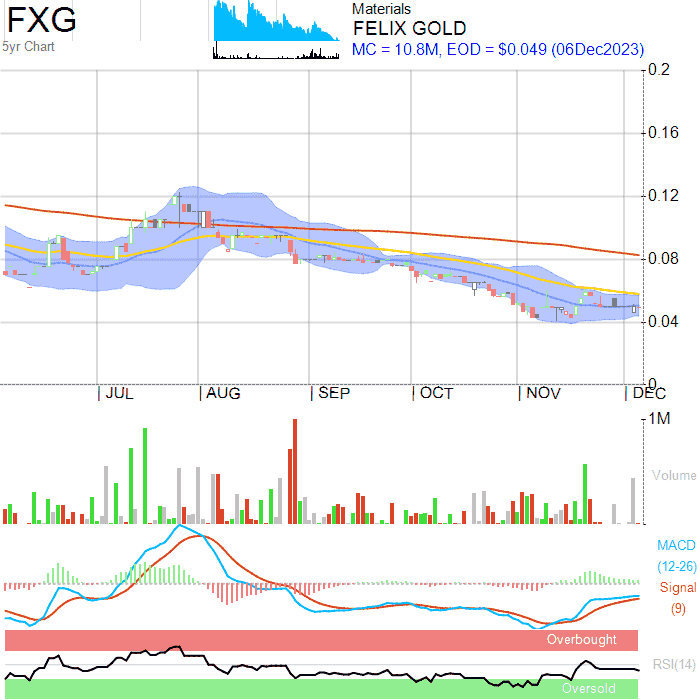 FXG
5yr Chart
Materials
FELIX GOLD
MC = 10.8M, EOD = $0.049 (06Dec2023)
0.2
0.16
0.12
0.08
0.04
0
JUL AUG SEP OCT NOV DEC
1M
Volume
MACD
(12-26)
Signal
(9)
Overbought
RSI(14)
Oversold